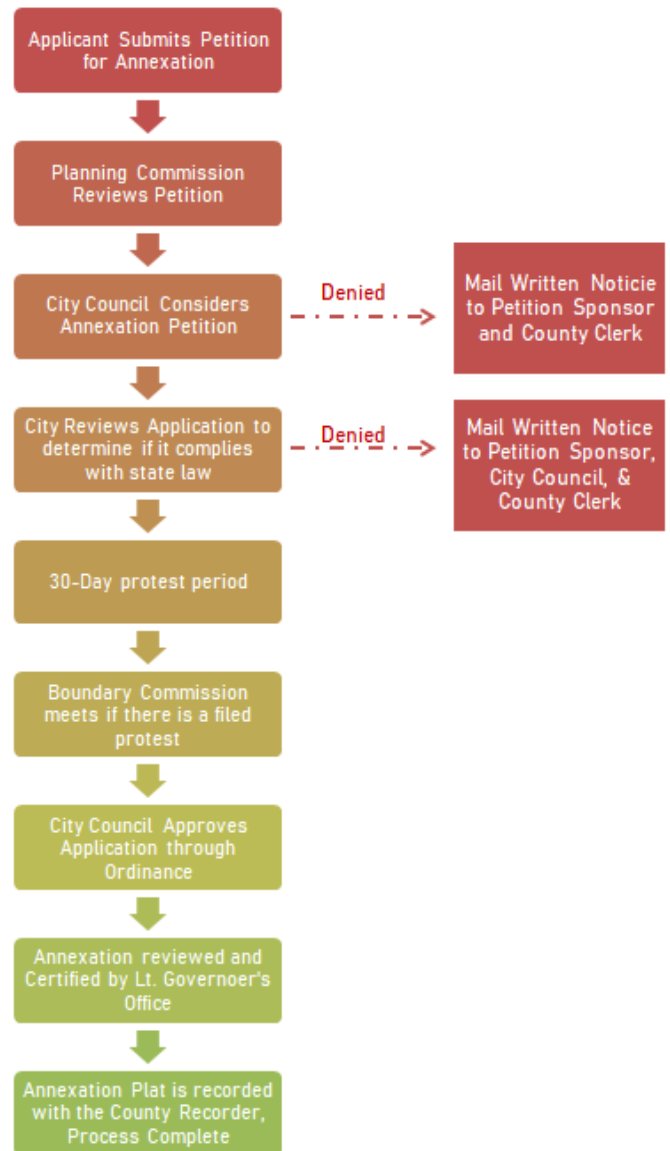 Applicant Submits Petition
for Annexation
Planning Commission
Reviews Petition
City Council Considers
Annexation Petition
Denied
Mail Written Noticie
to Petition Sponsor
and County Clerk
City Reviews Application to
determine if it complies
with state law
Denied
Mail Written Notice
to Petition Sponsor,
City Council, &
County Clerk
30-Day protest period
Boundary Commission
meets if there is a filed
protest
City Council Approves
Application through
Ordinance
Annexation reviewed and
Certified by Lt. Governoer's
Office
Annexation Plat is recorded
with the County Recorder,
Process Complete